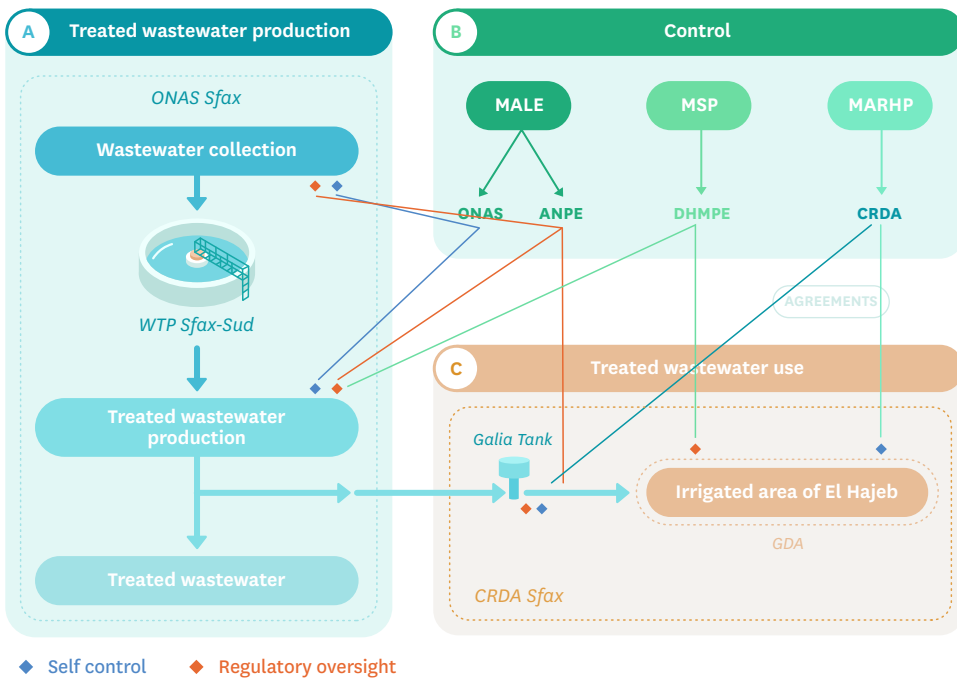 A
Treated wastewater production
ONAS Sfax
Wastewater collection
WTP Sfax-Sud
Treated wastewater
production
Treated wastewater
B
Control
MALE
MSP
MARHP
ONAS
ANPE
DHMPE
CRDA
AGREEMENTS
C
Treated wastewater use
Galia Tank
Irrigated area of El Hajeb
GDA
CRDA Sfax
Self control
Regulatory oversight